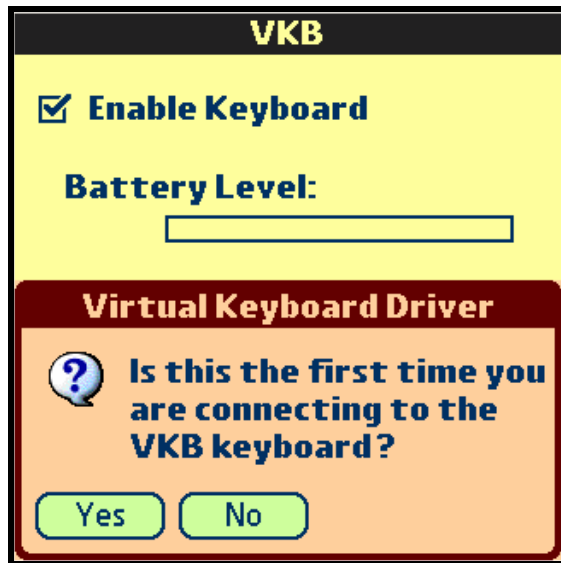 VKB
Enable Keyboard
Battery Level:
Virtual Keyboard Driver
Is this the first time you
are connecting to the
VKB keyboard?
Yes No